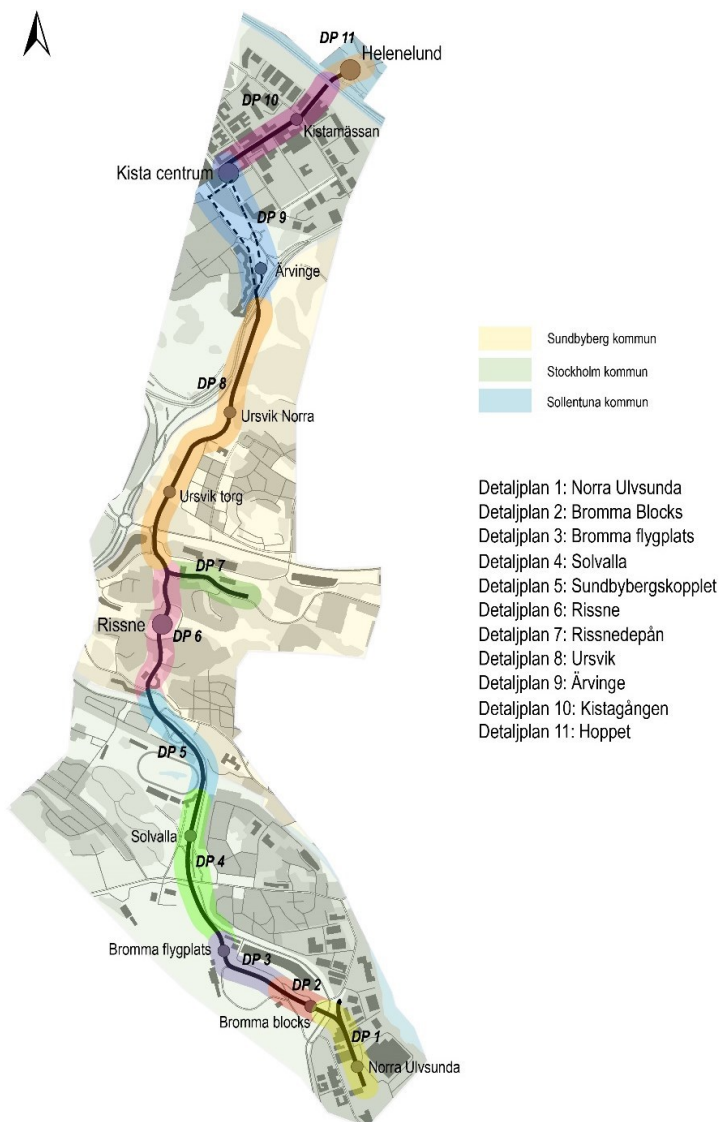 DP 11
Helenelund
DP 10
Kistamässan
Kista centrum
DP 9
Ärvinge
Sundbyberg kommun
Stockholm kommun
Sollentuna kommun
DP 8
Ursvik Norra
Ursvik torg
Detaljplan 1: Norra Ulvsunda
Detaljplan 2: Bromma Blocks
Detaljplan 3: Bromma flygplats
Detaljplan 4: Solvalla
Detaljplan 5: Sundbybergskopplet
Detaljplan 6: Rissne
Detaljplan 7: Rissnedepån
Detaljplan 8: Ursvik
Detaljplan 9: Ärvinge
Detaljplan 10: Kistagången
Detaljplan 11: Hoppet
DP 7
Rissne
DP 6
DP 5
Solvalla
DP 4
Bromma flygplats
DP 3
DP 2
Bromma blocks
DP 1
Norra Ulvsunda